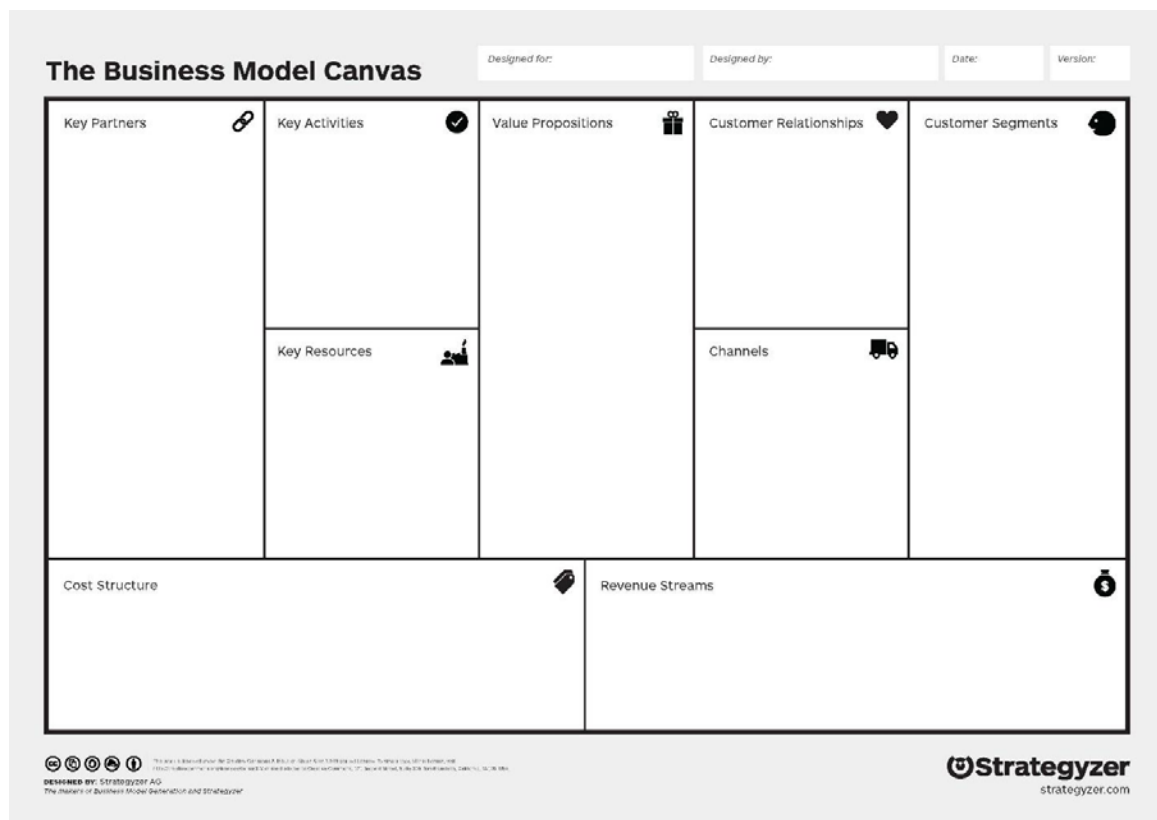 The Business Model Canvas
Designed for:
Designed by:
Date:
Version:
Key Partners
Key Activities
Value Propositions
Customer Relationships
Customer Segments
Key Resources
Channels
Cost Structure
Revenue Streams
$
DESIGNED BY: Strategyzer AG
The makers of Business Model Generation and Strategyzer
Strategyzer
strategyzer.com